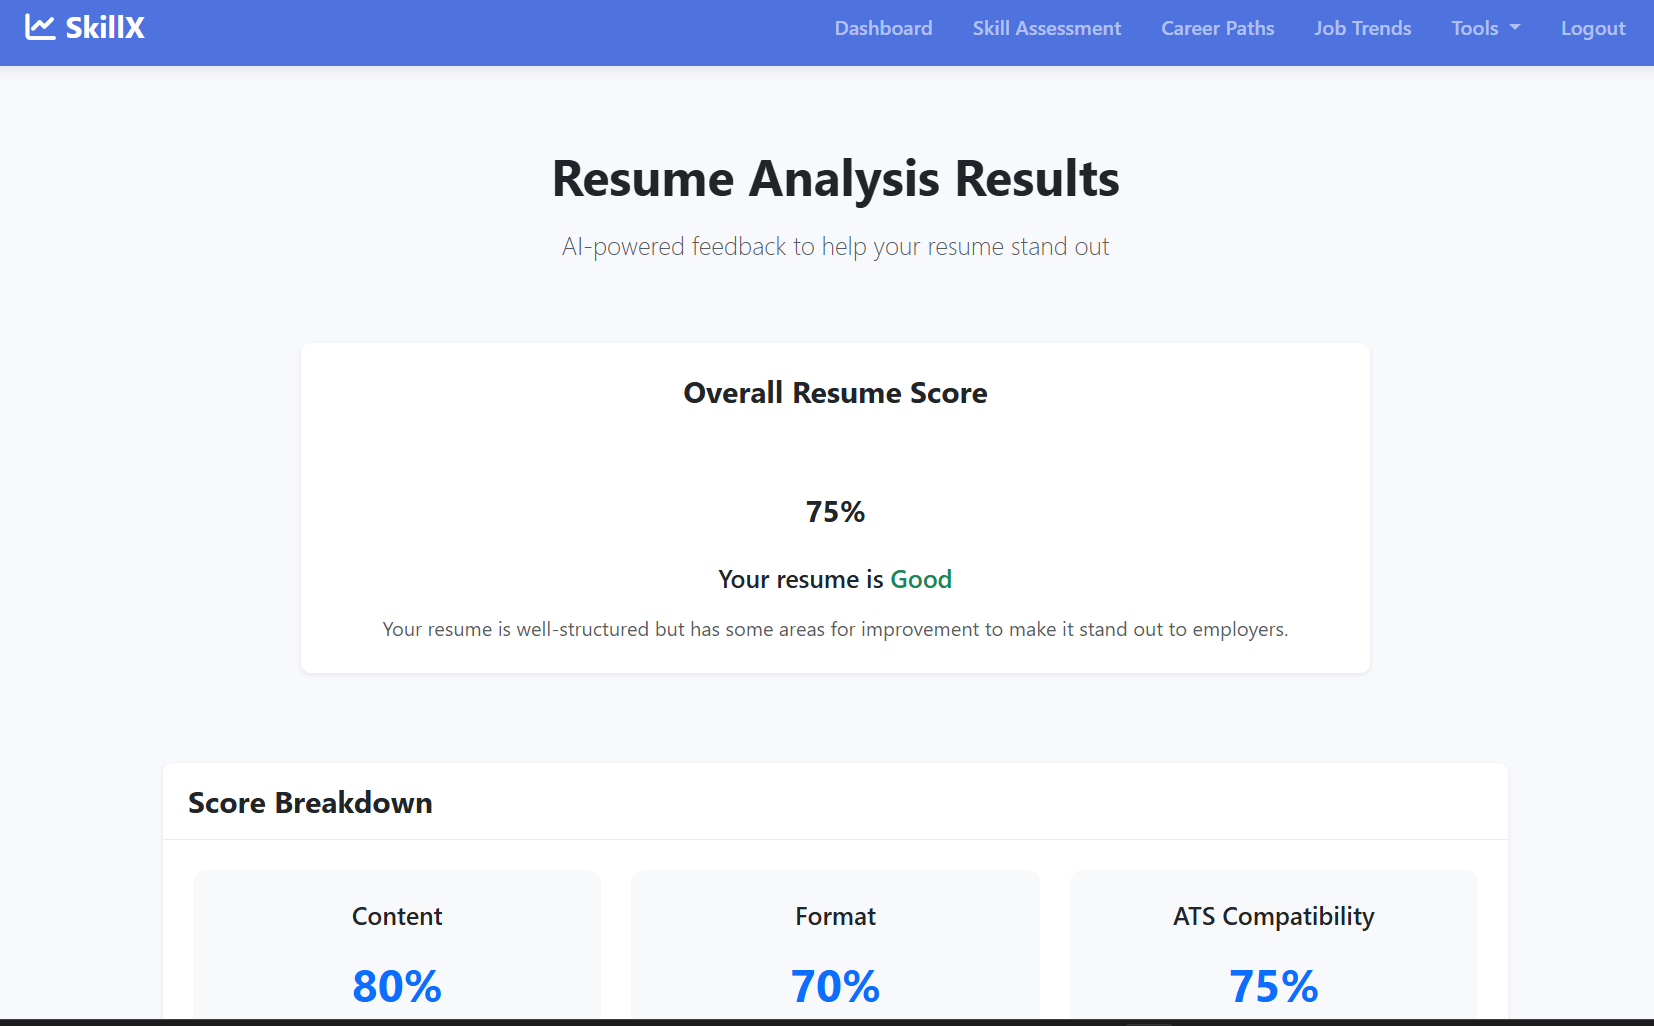 SkillX
Dashboard
Skill Assessment
Career Paths
Job Trends
Tools
Logout
Resume Analysis Results
AI-powered feedback to help your resume stand out
Overall Resume Score
75%
Your resume is Good
Your resume is well-structured but has some areas for improvement to make it stand out to employers.
Score Breakdown
Content
80%
Format
70%
ATS Compatibility
75%